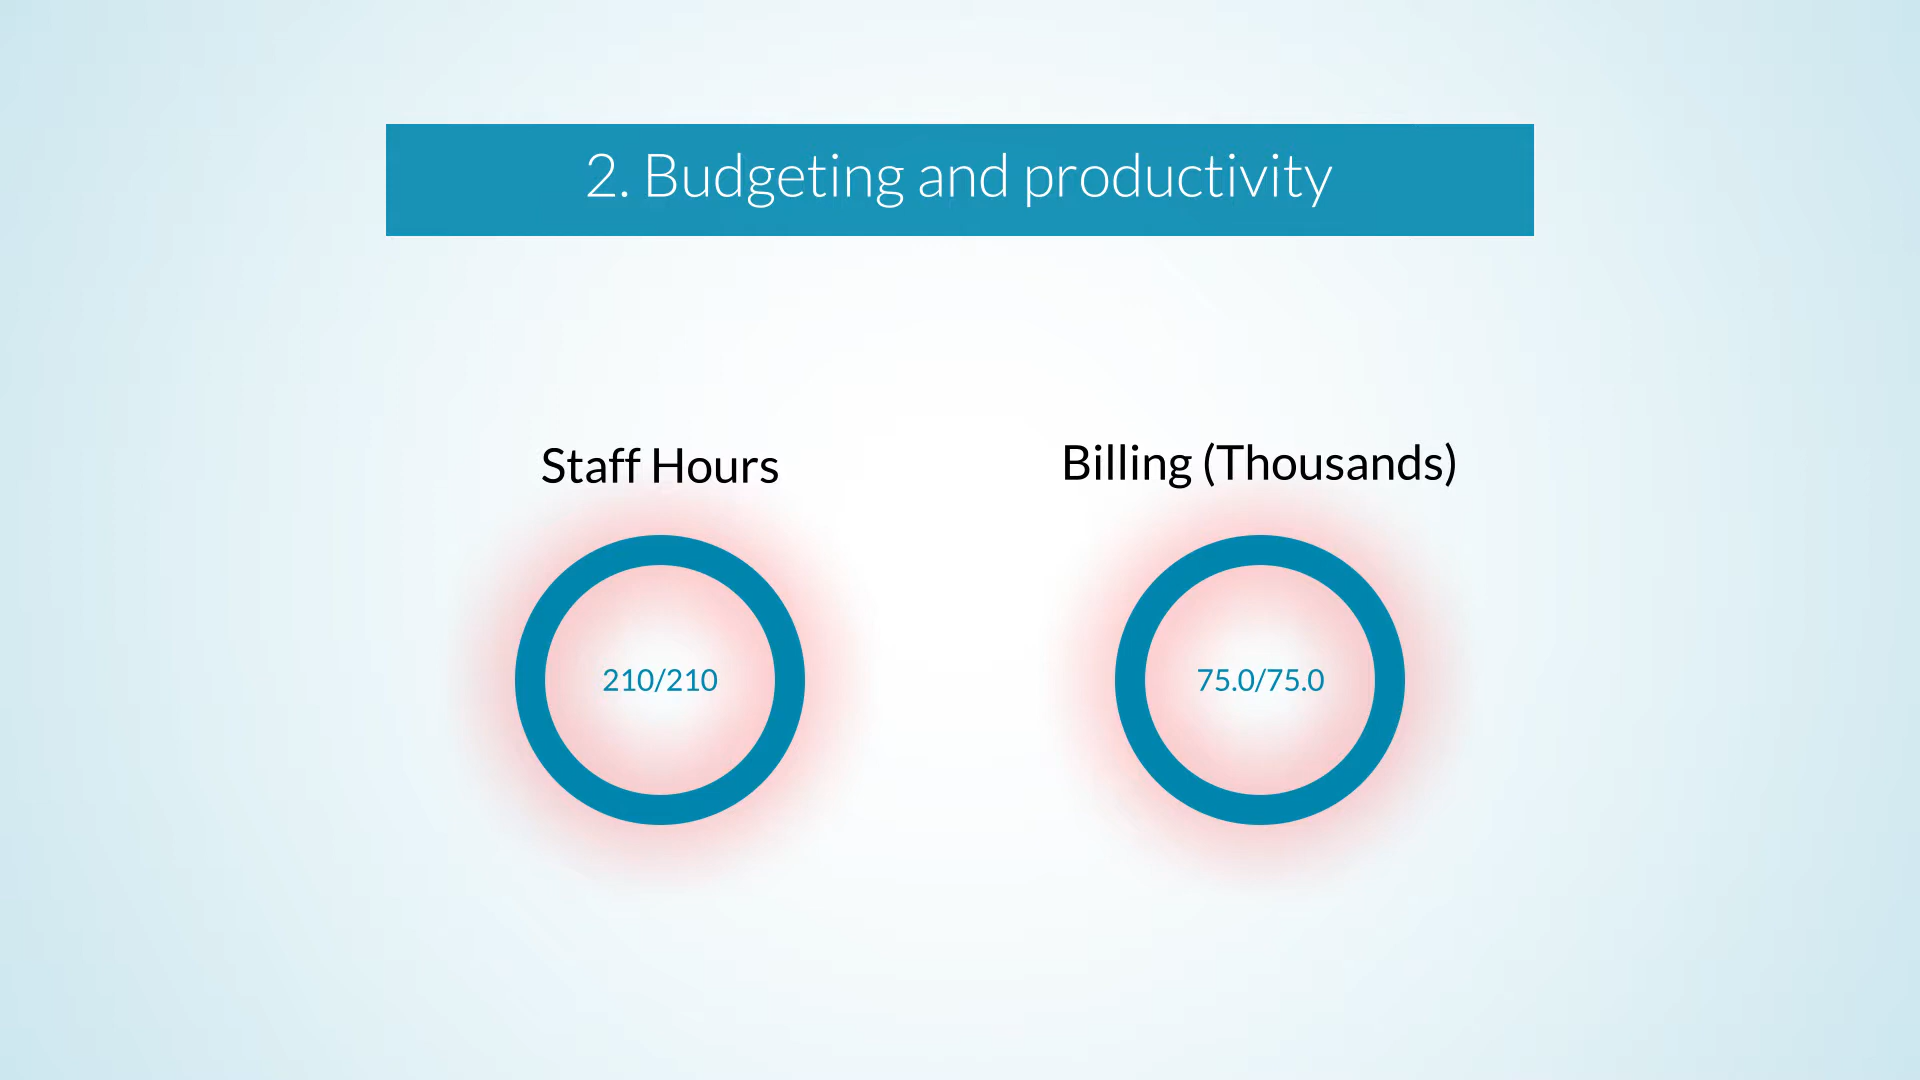 2. Budgeting and productivity
Staff Hours
Billing (Thousands)
210/210
75.0/75.0